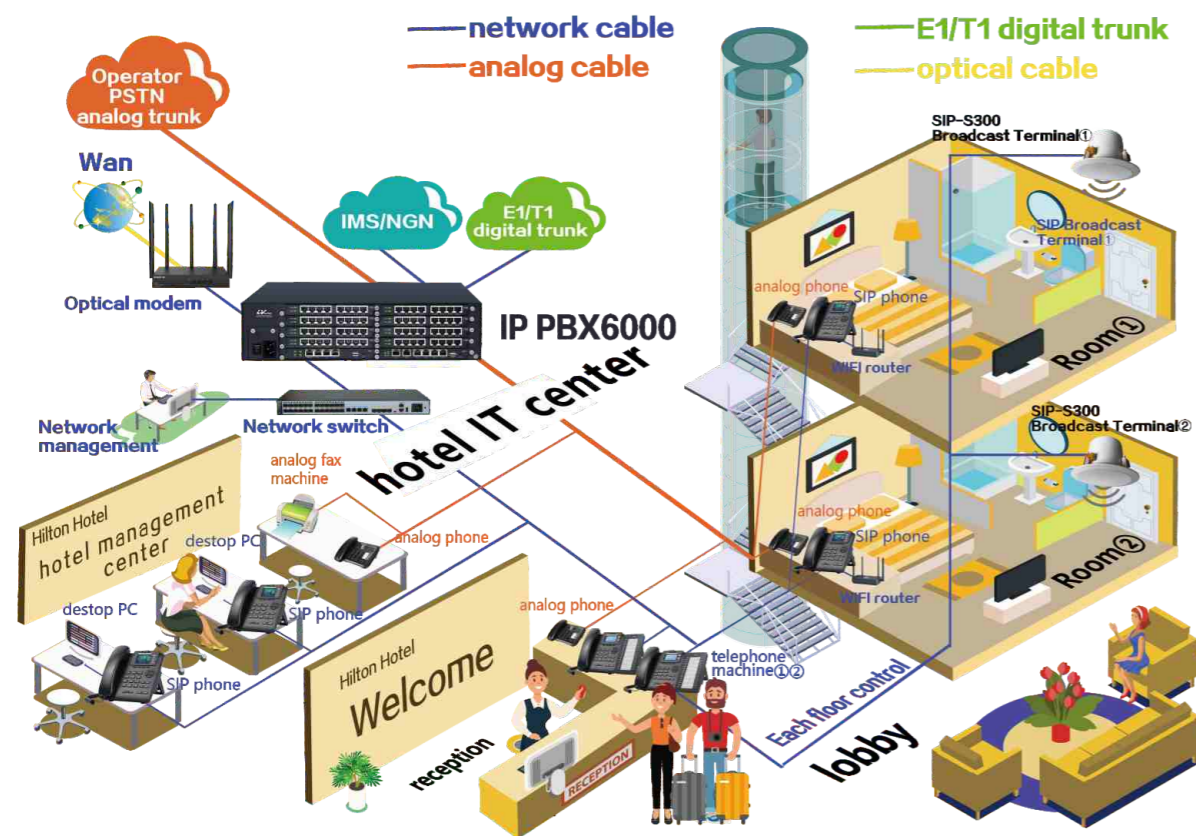 network cable
analog cable
E1/T1 digital trunk
optical cable
Operator
PSTN
analog trunk
Wan
IMS/NGN
E1/T1
digital trunk
Optical modem
IP PBX6000
SIP-S300
Broadcast Terminal①
SIP Broadcast
Terminal①
analog phone
SIP phone
WIFI router
Room①
hotel IT center
Network
management
Network switch
SIP-S300
Broadcast Terminal②
analog phone
SIP phone
WIFI router
Room②
analog fax
machine
analog phone
Hilton Hotel
hotel management
center
destop PC
SIP phone
destop PC
SIP phone
Hilton Hotel
Welcome
analog phone
telephone
machine①②
Each floor control
reception
RECEPTION
lobby